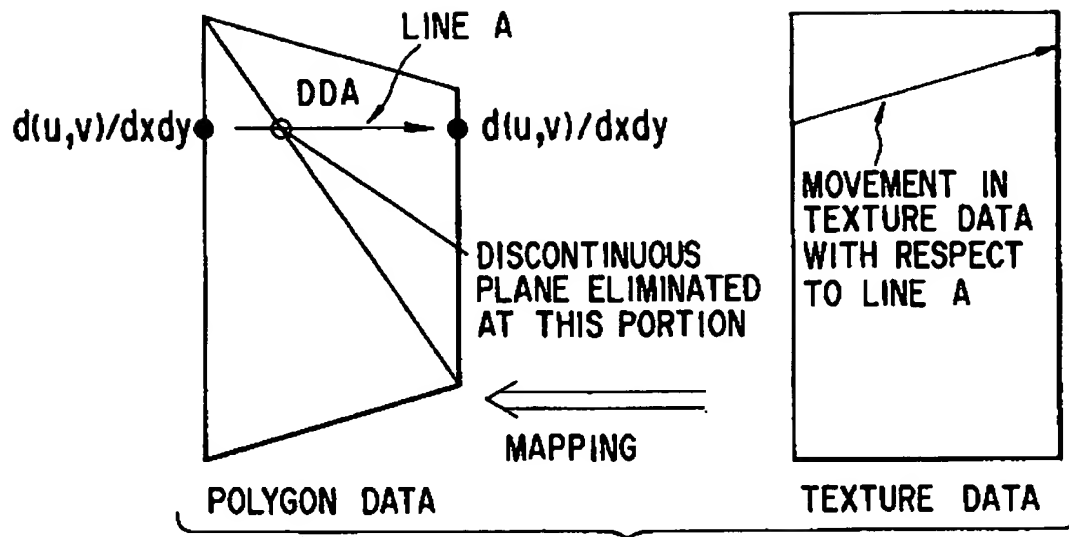 LINE A
DDA
d(u,v)/dxdy
d(u,v)/dxdy
DISCONTINUOUS
PLANE ELIMINATED
AT THIS PORTION
MOVEMENT IN
TEXTURE DATA
WITH RESPECT
TO LINE A
MAPPING
POLYGON DATA
TEXTURE DATA